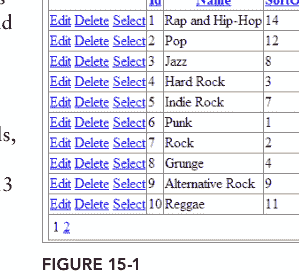 Id Name SortO
Edit Delete Select 1 Rap and Hip-Hop 14
Edit Delete Select 2 Pop 12
Edit Delete Select 3 Jazz 8
Edit Delete Select 4 Hard Rock 3
Edit Delete Select 5 Indie Rock 7
Edit Delete Select 6 Punk 1
Edit Delete Select 7 Rock 2
Edit Delete Select 8 Grunge 4
Edit Delete Select 9 Alternative Rock 9
Edit Delete Select 10 Reggae 11
1 2
FIGURE 15-1